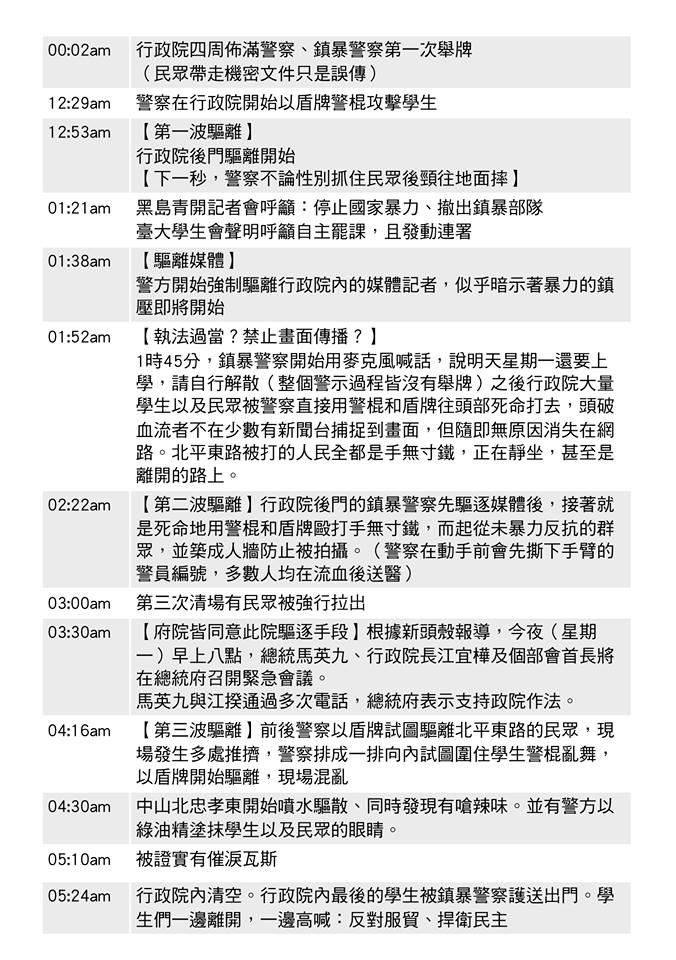 00:02am 行政院四周佈滿警察、鎮暴警察第一次舉牌
（民眾帶走機密文件只是誤傳）
12:29am 警察在行政院開始以盾牌警棍攻擊學生
12:53am 【第一波驅離】
行政院後門驅離開始
【下一秒，警察不論性別抓住民眾後頸往地面摔】
01:21am 黑島青開記者會呼籲：停止國家暴力、撤出鎮暴部隊
臺大學生會聲明呼籲自主罷課，且發動連署
01:38am 【驅離媒體】
警方開始強制驅離行政院內的媒體記者，似乎暗示著暴力的鎮
壓即將開始
01:52am 【執法過當？禁止畫面傳播？】
1時45分，鎮暴警察開始用麥克風喊話，說明天星期一還要上
學，請自行解散（整個警示過程皆沒有舉牌）之後行政院大量
學生以及民眾被警察直接用警棍和盾牌往頭部死命打去，頭破
血流者不在少數有新聞台捕捉到畫面，但隨即無原因消失在網
路。北平東路被打的人民全都是手無寸鐵，正在靜坐，甚至是
離開的路上。
02:22am 【第二波驅離】行政院後門的鎮暴警察先驅逐媒體後，接著就
是死命地用警棍和盾牌毆打手無寸鐵，而起從未暴力反抗的群
眾，並築成人牆防止被拍攝。（警察在動手前會先撕下手臂的
警員編號，多數人均在流血後送醫）
03:00am 第三次清場有民眾被強行拉出
03:30am 【府院皆同意此院驅逐手段】根據新頭殼報導，今夜（星期
一）早上八點，總統馬英九、行政院長江宜樺及個部會首長將
在總統府召開緊急會議。
馬英九與江揆通過多次電話，總統府表示支持政院作法。
04:16am 【第三波驅離】前後警察以盾牌試圖驅離北平東路的民眾，現
場發生多處推擠，警察排成一排向內試圖圍住學生警棍亂舞，
以盾牌開始驅離，現場混亂
04:30am 中山北忠孝東開始噴水驅散、同時發現有嗆辣味。並有警方以
綠油精塗抹學生以及民眾的眼睛。
05:10am 被證實有催淚瓦斯
05:24am 行政院內清空。行政院內最後的學生被鎮暴警察護送出門。學
生們一邊離開，一邊高喊：反對服貿、捍衛民主